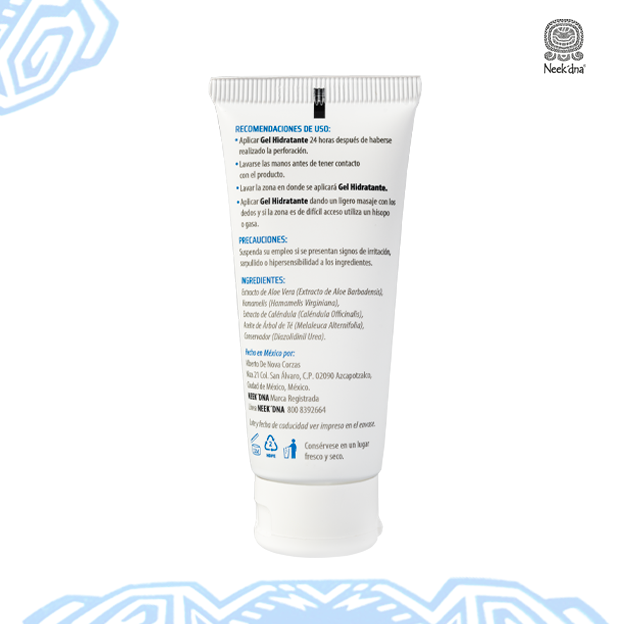 Neek´dna®
RECOMENDACIONES DE USO:
• Aplicar Gel Hidratante 24 horas después de haberse
realizado la perforación.
• Lavarse las manos antes de tener contacto
con el producto.
• Lavar la zona en donde se aplicará Gel Hidratante.
• Aplicar Gel Hidratante dando un ligero masaje con los
dedos y si la zona es de difícil acceso utiliza un hisopo
o gasa.
PRECAUCIONES:
Suspenda su empleo si se presentan signos de irritación,
sarpullido o hipersensibilidad a los ingredientes.
INGREDIENTES:
Extracto de Aloe Vera (Extracto de Aloe Barbadensis),
Hamamelis (Hamamelis Virginiana),
Extracto de Caléndula (Caléndula Officinalis),
Aceite de Árbol de Té (Melaleuca Alternifolia),
Conservador (Diazolidinil Urea).
Hecho en México por:
Alberto De Nova Corzas
Niza 21 Col. San Álvaro, C.P. 02090 Azcapotzalco,
Ciudad de México, México.
NEEK´DNA Marca Registrada
Línea NEEK´DNA 800 8392664
Lote y fecha de caducidad ver impresa en el envase.
2
HDPE
Consérvese en un lugar
fresco y seco.